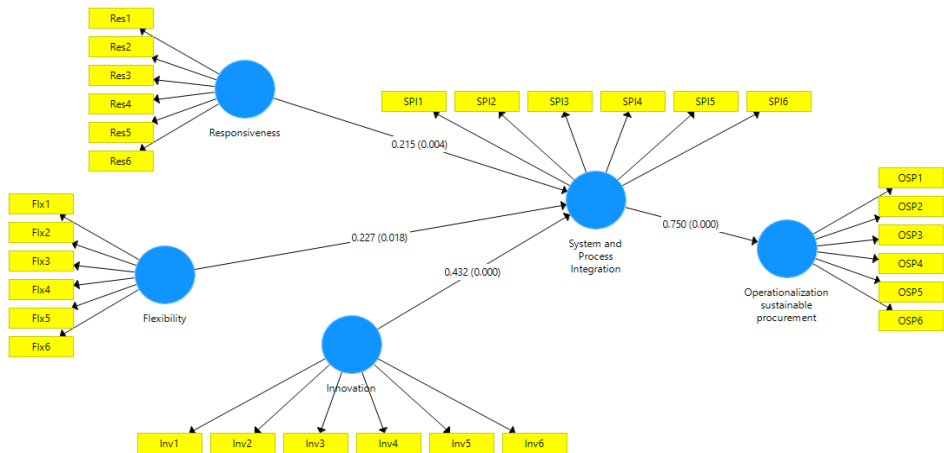 Res1
Res2
Res3
Res4
Res5
Res6
Responsiveness
SPI1
SPI2
SPI3
SPI4
SPI5
SPI6
0.215 (0.004)
Flx1
Flx2
Flx3
Flx4
Flx5
Flx6
Flexibility
0.227 (0.018)
0.432 (0.000)
System and
Process
Integration
0.750 (0.000)
OSP1
OSP2
OSP3
OSP4
OSP5
OSP6
Operationalization
sustainable
procurement
Innovation
Inv1
Inv2
Inv3
Inv4
Inv5
Inv6